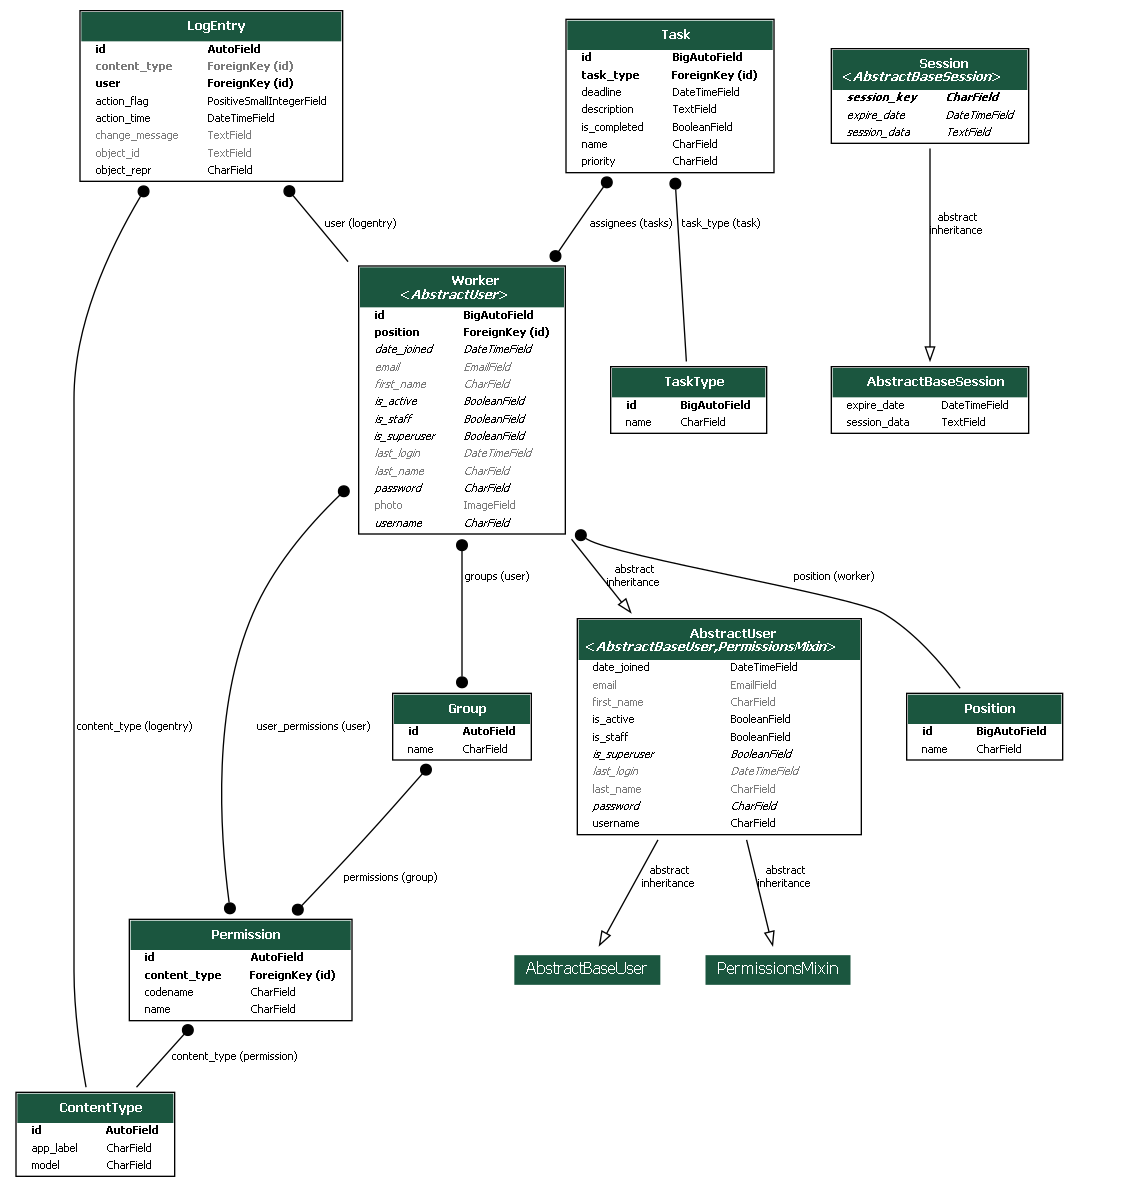 LogEntry
id AutoField
content_type ForeignKey (id)
user ForeignKey (id)
action_flag PositiveSmallIntegerField
action_time DateTimeField
change_message TextField
object_id TextField
object_repr CharField
Task
id BigAutoField
task_type ForeignKey (id)
deadline DateTimeField
description TextField
is_completed BooleanField
name CharField
priority CharField
Session
<AbstractBaseSession>
session_key CharField
expire_date DateTimeField
session_data TextField
user (logentry)
assignees (tasks)
task_type (task)
abstract
inheritance
Worker
<AbstractUser>
id BigAutoField
position ForeignKey (id)
date_joined DateTimeField
email EmailField
first_name CharField
is_active BooleanField
is_staff BooleanField
is_superuser BooleanField
last_login DateTimeField
last_name CharField
password CharField
photo ImageField
username CharField
TaskType
id BigAutoField
name CharField
AbstractBaseSession
expire_date DateTimeField
session_data TextField
groups (user)
abstract
inheritance
position (worker)
AbstractUser
<AbstractBaseUser,PermissionsMixin>
date_joined DateTimeField
email EmailField
first_name CharField
is_active BooleanField
is_staff BooleanField
is_superuser BooleanField
last_login DateTimeField
last_name CharField
password CharField
username CharField
Group
id AutoField
name CharField
Position
id BigAutoField
name CharField
content_type (logentry)
user_permissions (user)
permissions (group)
abstract
inheritance
abstract
inheritance
Permission
id AutoField
content_type ForeignKey (id)
codename CharField
name CharField
AbstractBaseUser
PermissionsMixin
content_type (permission)
ContentType
id AutoField
app_label CharField
model CharField